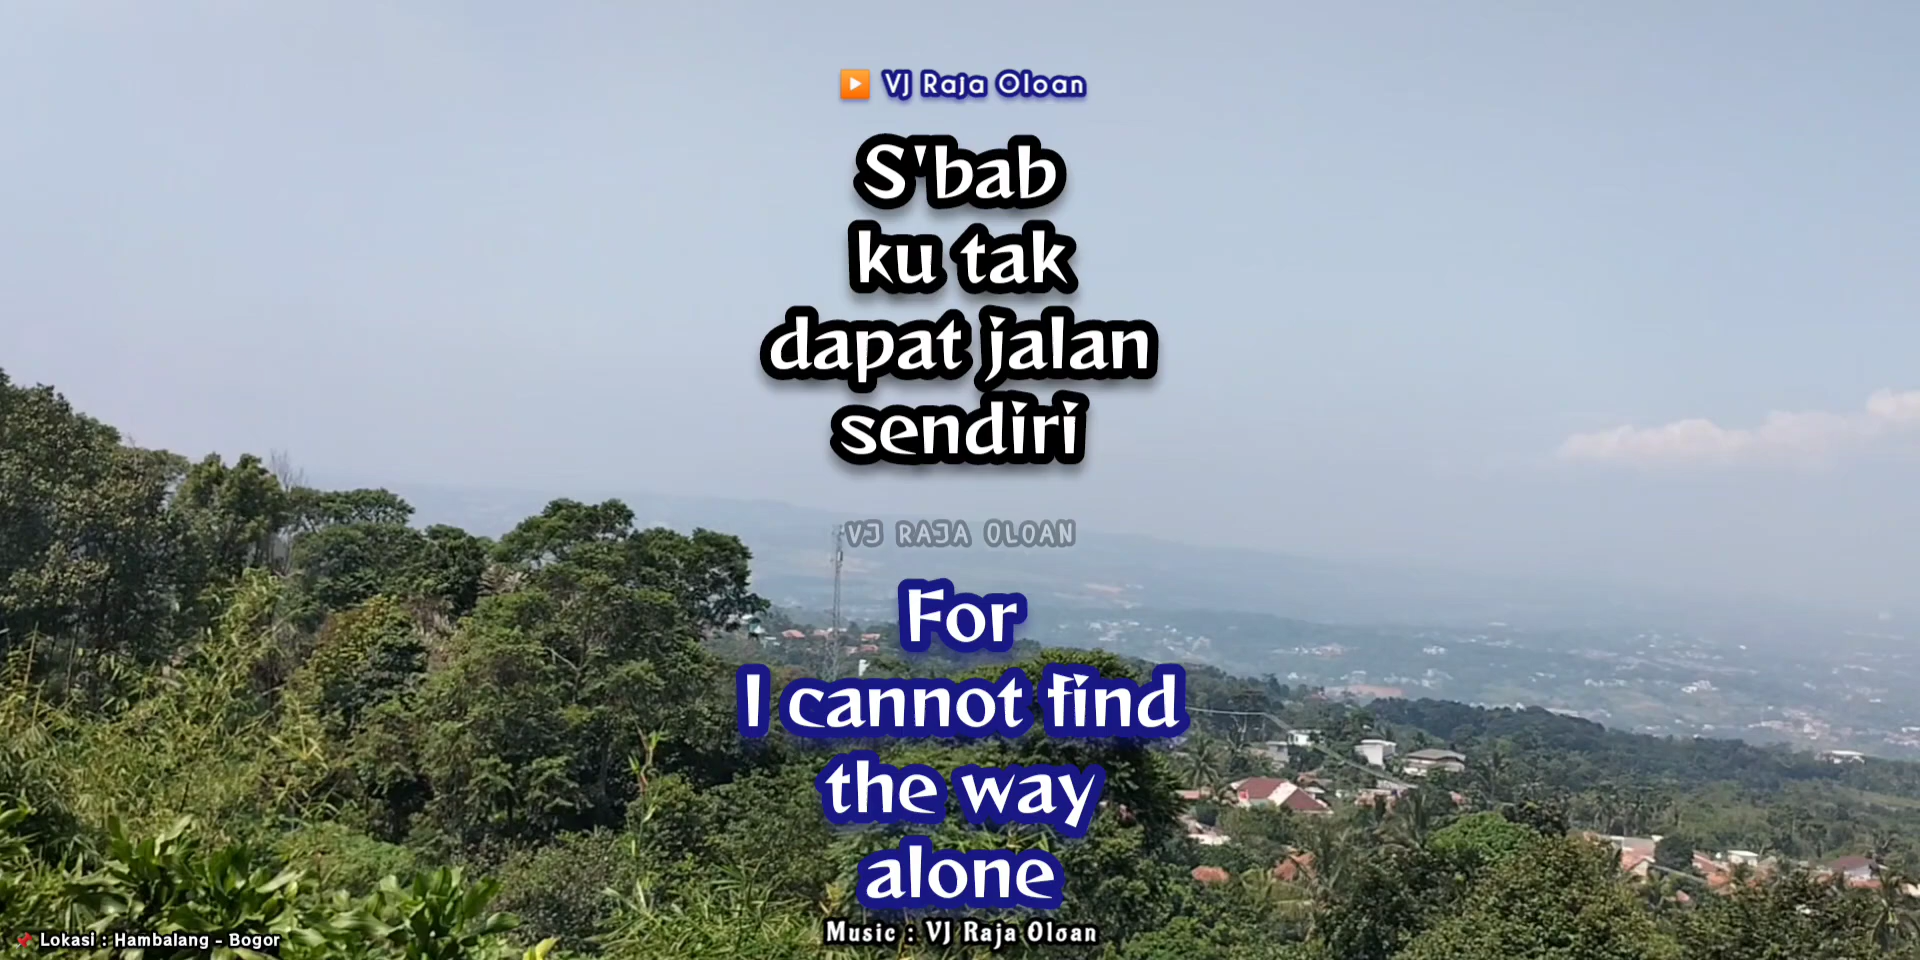 VJ Raja Oloan
S'bab
ku tak
dapat jalan
sendiri
VJ RAJA OLOAN
For
I cannot find
the way
alone
Music : VJ Raja Oloan
Lokasi : Hambalang - Bogor